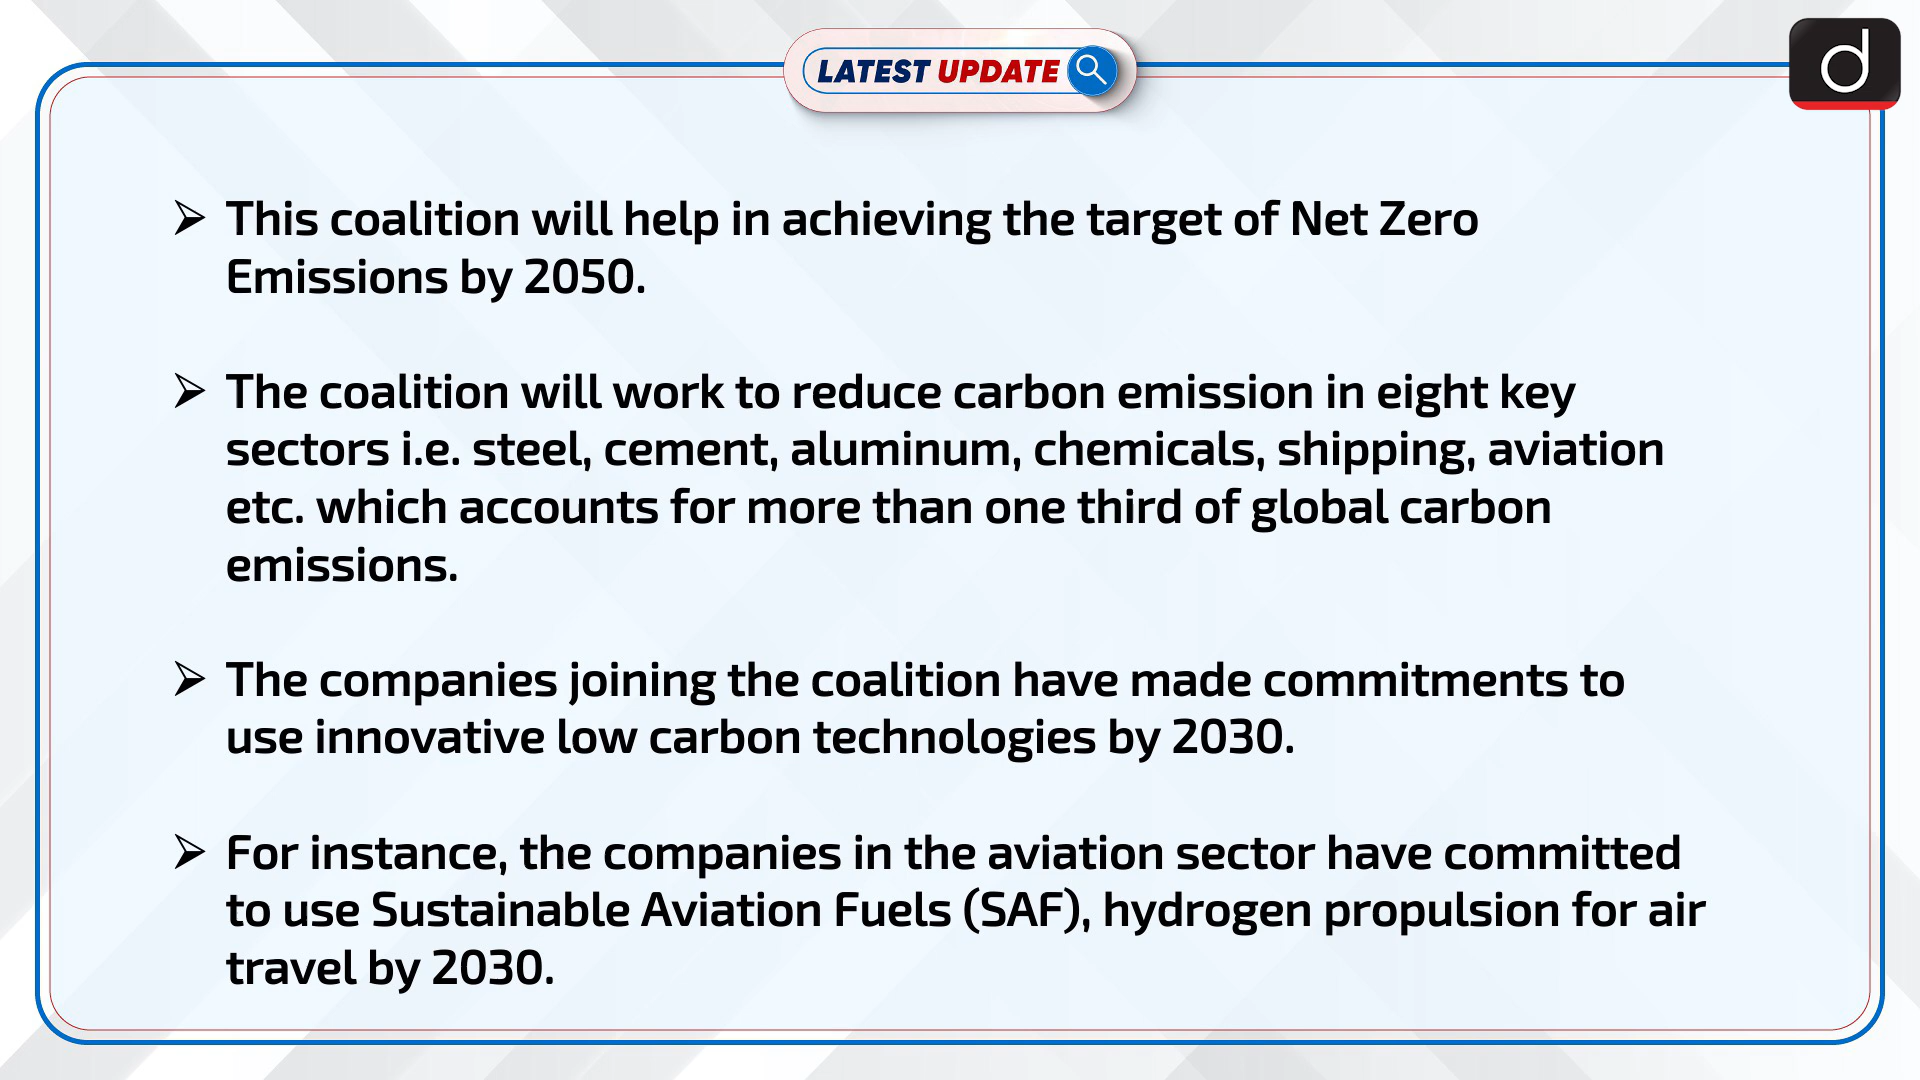 LATEST UPDATE
d
➢ This coalition will help in achieving the target of Net Zero
Emissions by 2050.
➢ The coalition will work to reduce carbon emission in eight key
sectors i.e. steel, cement, aluminum, chemicals, shipping, aviation
etc. which accounts for more than one third of global carbon
emissions.
➢ The companies joining the coalition have made commitments to
use innovative low carbon technologies by 2030.
➢ For instance, the companies in the aviation sector have committed
to use Sustainable Aviation Fuels (SAF), hydrogen propulsion for air
travel by 2030.